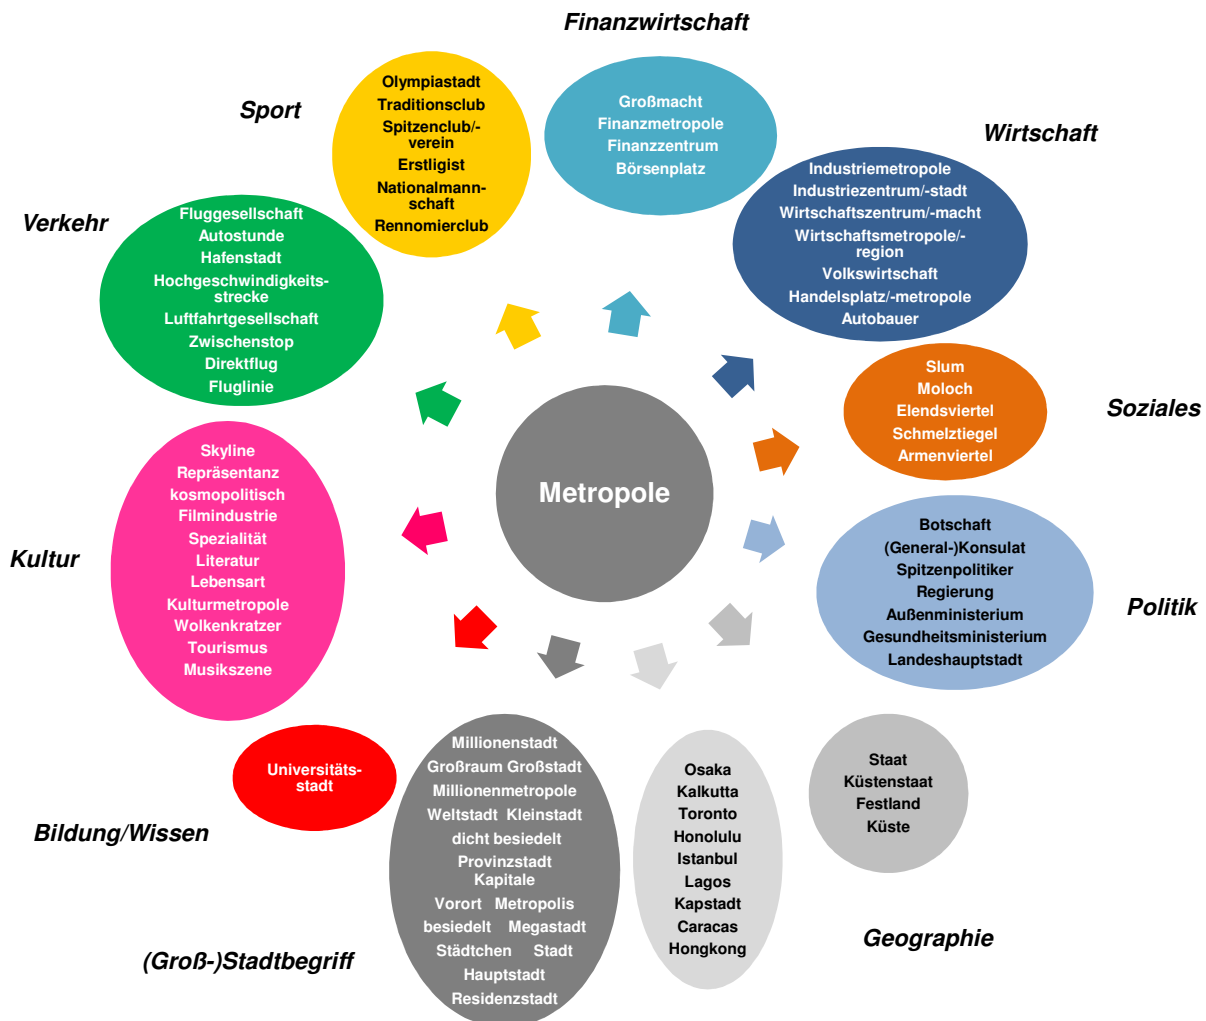 Finanzwirtschaft
Großmacht
Finanzmetropole
Finanzzentrum
Börsenplatz
Sport
Olympiastadt
Traditionsclub
Spitzenclub/-
verein
Erstligist
Nationalmann-
schaft
Rennomierclub
Wirtschaft
Industriemetropole
Industriezentrum/-stadt
Wirtschaftszentrum/-macht
Wirtschaftsmetropole/-
region
Volkswirtschaft
Handelsplatz/-metropole
Autobauer
Verkehr
Fluggesellschaft
Autostunde
Hafenstadt
Hochgeschwindigkeits-
strecke
Luftfahrtgesellschaft
Zwischenstop
Direktflug
Fluglinie
Soziales
Slum
Moloch
Elendsviertel
Schmelztiegel
Armenviertel
Metropole
Kultur
Skyline
Repräsentanz
kosmopolitisch
Filmindustrie
Spezialität
Literatur
Lebensart
Kulturmetropole
Wolkenkratzer
Tourismus
Musikszene
Politik
Botschaft
(General-)Konsulat
Spitzenpolitiker
Regierung
Außenministerium
Gesundheitsministerium
Landeshauptstadt
Bildung/Wissen
Universitäts-
stadt
(Groß-)Stadtbegriff
Millionenstadt
Großraum Großstadt
Millionenmetropole
Weltstadt Kleinstadt
dicht besiedelt
Provinzstadt
Kapitale
Vorort Metropolis
besiedelt Megastadt
Städtchen Stadt
Hauptstadt
Residenzstadt
Osaka
Kalkutta
Toronto
Honolulu
Istanbul
Lagos
Kapstadt
Caracas
Hongkong
Staat
Küstenstaat
Festland
Küste
Geographie